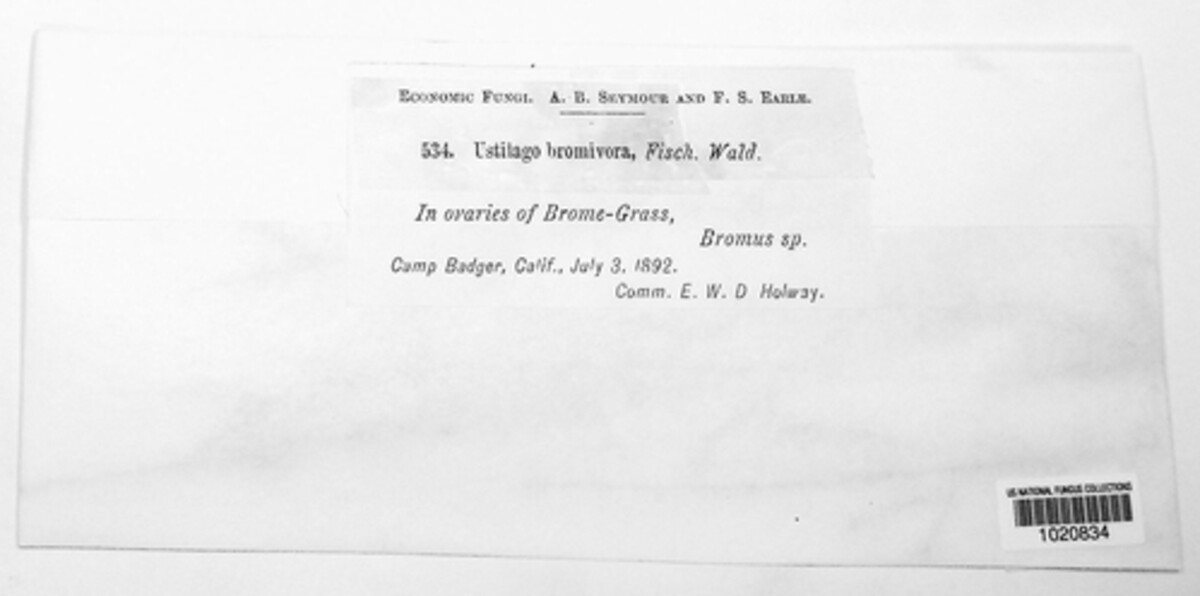 Economic Fungi. A. B. Seymour and F. S. Earle.
534. Ustilago bromivora, Fisch. Wald.
In ovaries of Brome-Grass,
Bromus sp.
Camp Badger, Calif., July 3, 1892.
Comm. E. W. D Holway.
US NATIONAL FUNGUS COLLECTIONS
1020834